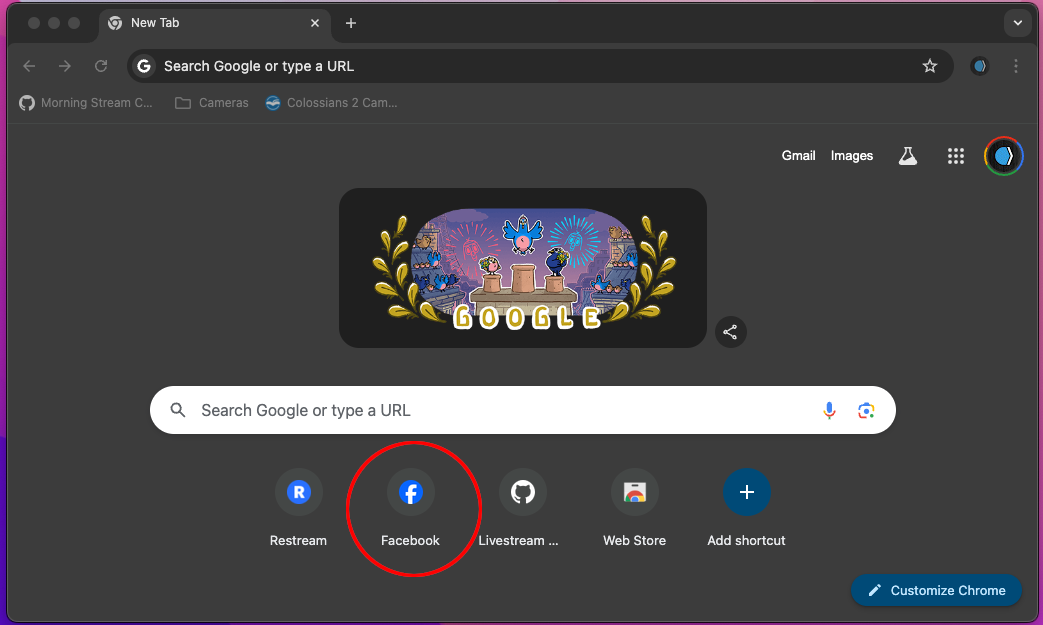 New Tab
Search Google or type a URL
Morning Stream C...
Cameras
Colossians 2 Cam...
Gmail
Images
GOOGLE
Search Google or type a URL
R
Restream
Facebook
Livestream ...
Web Store
Add shortcut
Customize Chrome